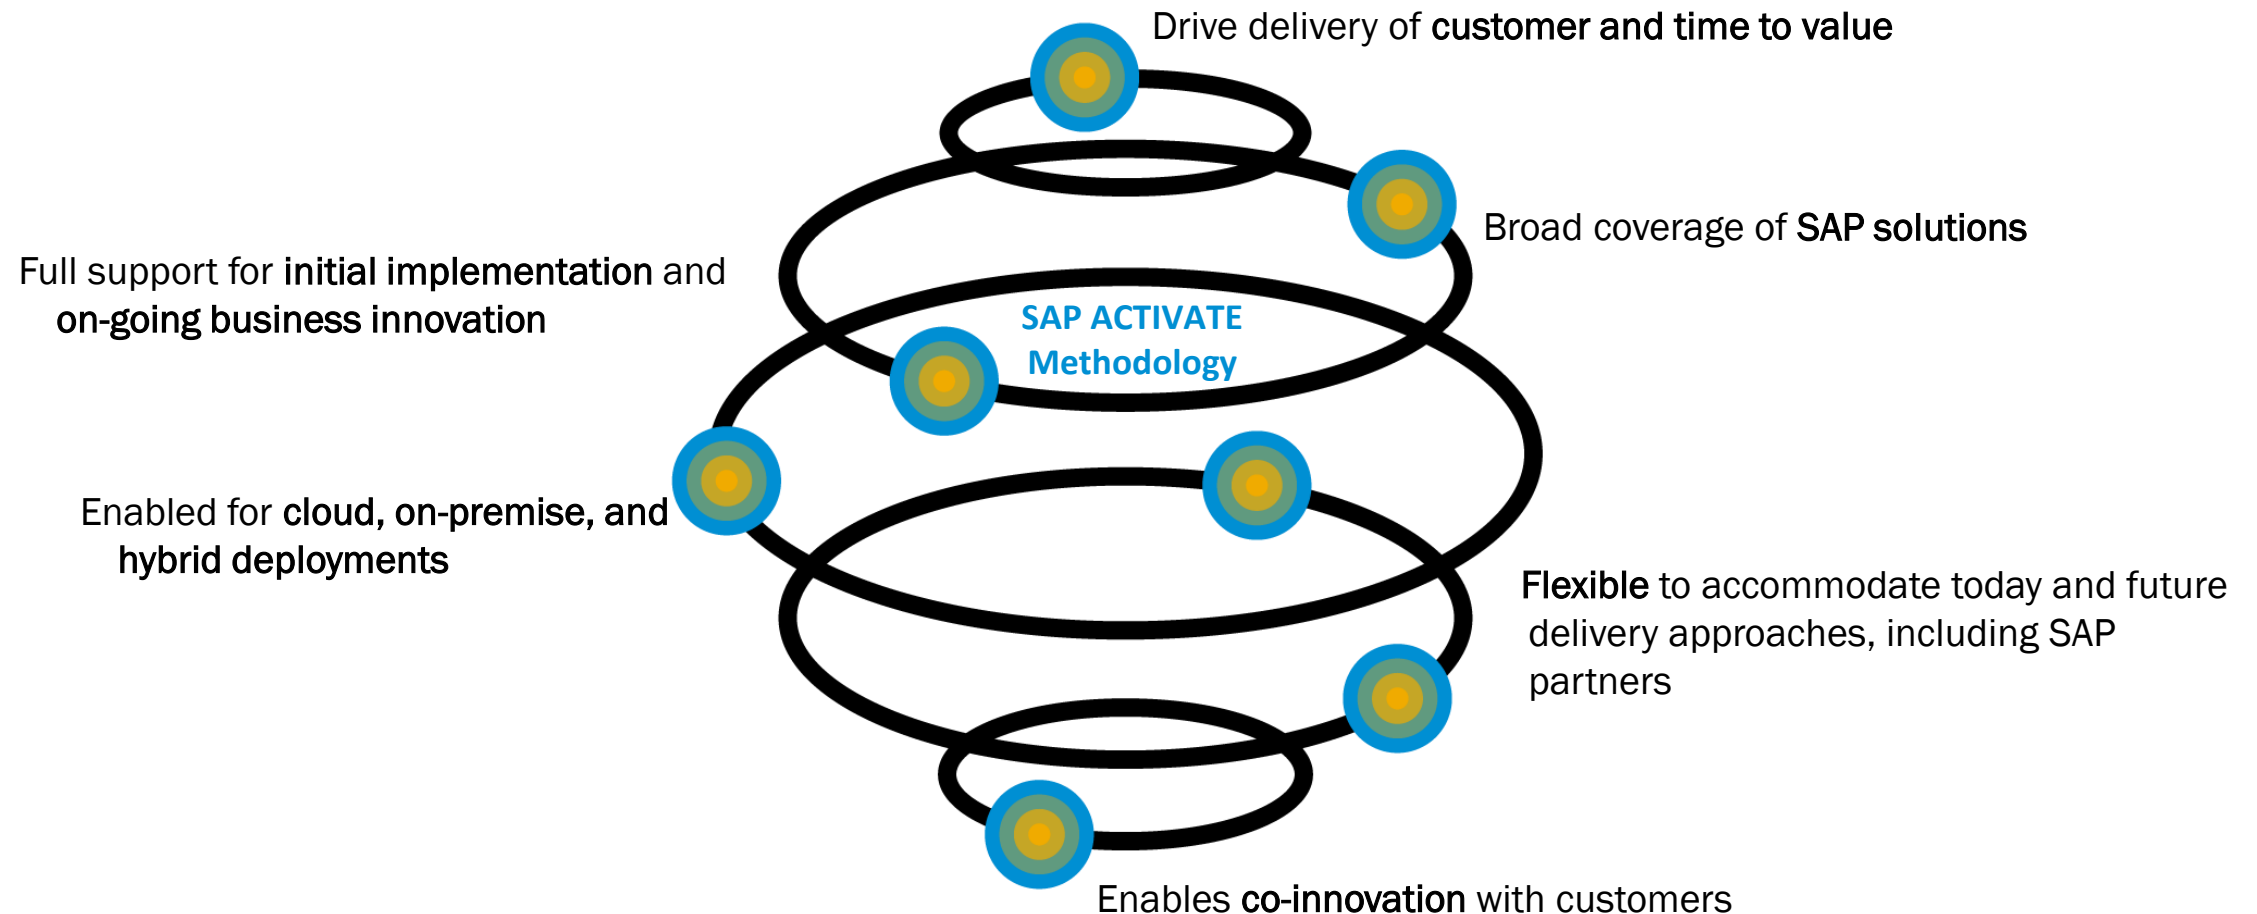 Drive delivery of customer and time to value
Broad coverage of SAP solutions
Full support for initial implementation and
on-going business innovation
SAP ACTIVATE
Methodology
Enabled for cloud, on-premise, and
hybrid deployments
Flexible to accommodate today and future
delivery approaches, including SAP
partners
Enables co-innovation with customers